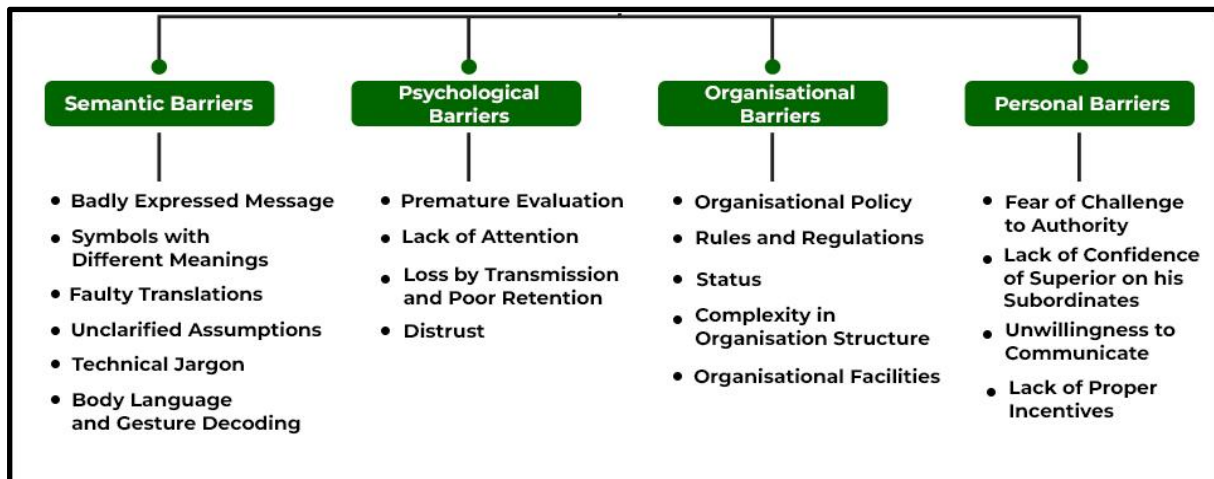 Semantic Barriers
Badly Expressed Message
Symbols with
Different Meanings
Faulty Translations
Unclarified Assumptions
Technical Jargon
Body Language
and Gesture Decoding
Psychological
Barriers
Premature Evaluation
Lack of Attention
Loss by Transmission
and Poor Retention
Distrust
Organisational
Barriers
Organisational Policy
Rules and Regulations
Status
Complexity in
Organisation Structure
Organisational Facilities
Personal Barriers
Fear of Challenge
to Authority
Lack of Confidence
of Superior on his
Subordinates
Unwillingness to
Communicate
Lack of Proper
Incentives